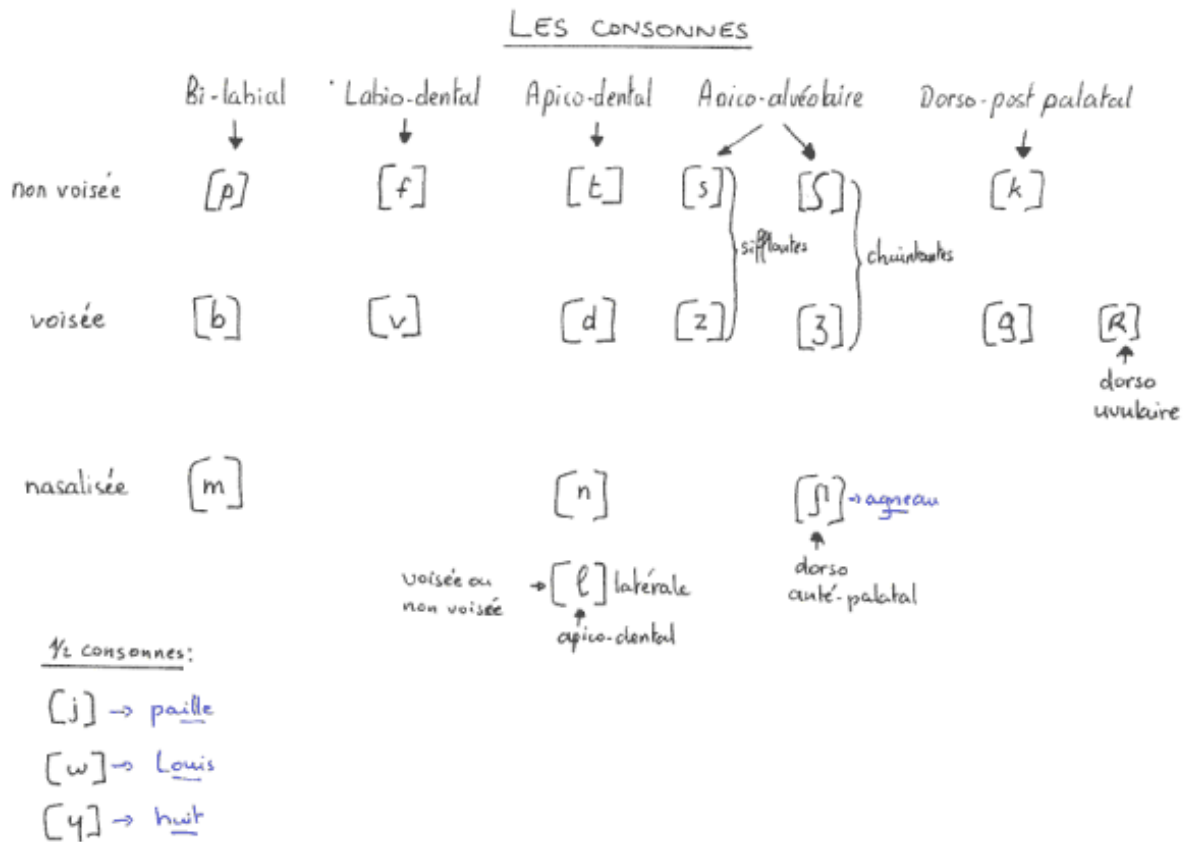 LES CONSONNES
Bi-labial Labio-dental Apico-dental Apico-alvéolaire Dorso-post palatal
non voisée [p] [f] [t] [s] [ʃ] [k]
sifflantes chuintantes
voisée [b] [v] [d] [z] [ʒ] [g] [R]
dorso
uvulaire
nasalisée [m] [n] [ɲ] → agneau
voisée ou
non voisée → [l] latérale
apico-dental
dorso
anté-palatal
1/2 consonnes:
[j] → paille
[w] → Louis
[ɥ] → huit